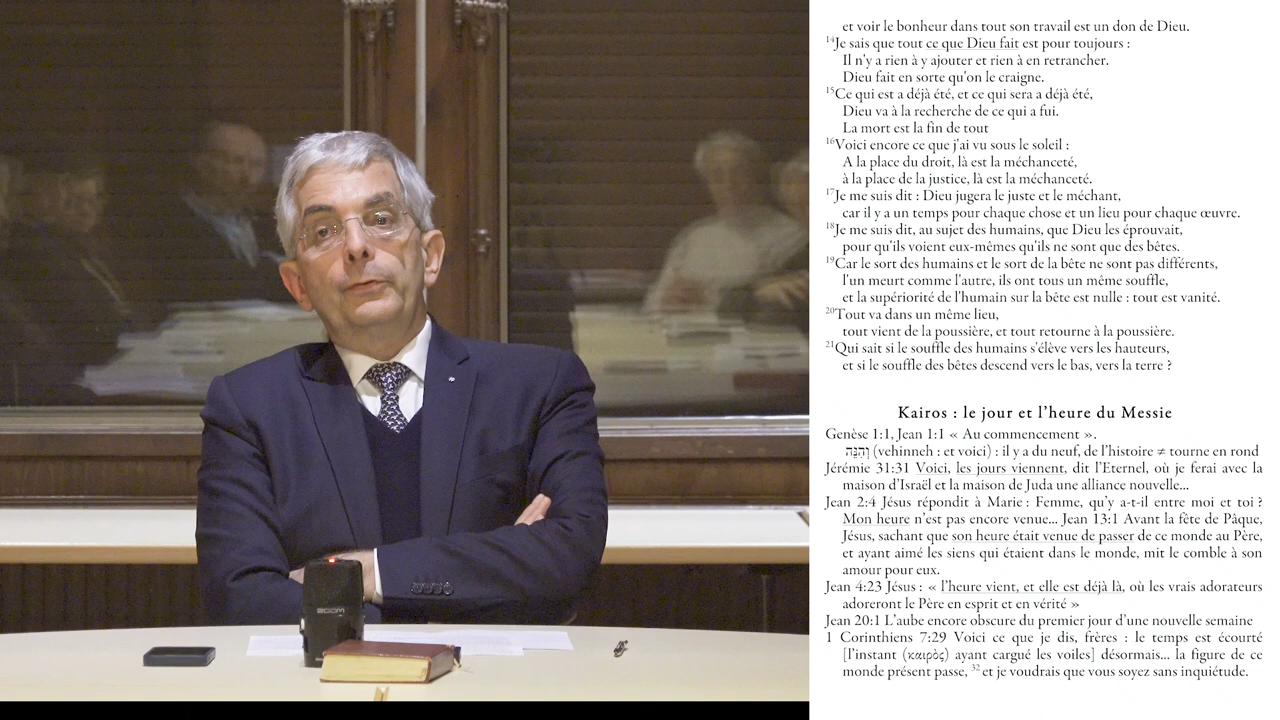 et voir le bonheur dans tout son travail est un don de Dieu.
¹⁴Je sais que tout ce que Dieu fait est pour toujours :
Il n'y a rien à y ajouter et rien à en retrancher.
Dieu fait en sorte qu'on le craigne.
¹⁵Ce qui est a déjà été, et ce qui sera a déjà été,
Dieu va à la recherche de ce qui a fui.
La mort est la fin de tout
¹⁶Voici encore ce que j'ai vu sous le soleil :
A la place du droit, là est la méchanceté,
à la place de la justice, là est la méchanceté.
¹⁷Je me suis dit : Dieu jugera le juste et le méchant,
car il y a un temps pour chaque chose et un lieu pour chaque œuvre.
¹⁸Je me suis dit, au sujet des humains, que Dieu les éprouvait,
pour qu'ils voient eux-mêmes qu'ils ne sont que des bêtes.
¹⁹Car le sort des humains et le sort de la bête ne sont pas différents,
l'un meurt comme l'autre, ils ont tous un même souffle,
et la supériorité de l'humain sur la bête est nulle : tout est vanité.
²⁰Tout va dans un même lieu,
tout vient de la poussière, et tout retourne à la poussière.
²¹Qui sait si le souffle des humains s'élève vers les hauteurs,
et si le souffle des bêtes descend vers le bas, vers la terre ?
Kairos : le jour et l'heure du Messie
Genèse 1:1, Jean 1:1 « Au commencement ».
וְהִנֵּה (vehinneh : et voici) : il y a du neuf, de l'histoire ≠ tourne en rond
Jérémie 31:31 Voici, les jours viennent, dit l'Eternel, où je ferai avec la
maison d'Israël et la maison de Juda une alliance nouvelle...
Jean 2:4 Jésus répondit à Marie : Femme, qu'y a-t-il entre moi et toi ?
Mon heure n'est pas encore venue... Jean 13:1 Avant la fête de Pâque,
Jésus, sachant que son heure était venue de passer de ce monde au Père,
et ayant aimé les siens qui étaient dans le monde, mit le comble à son
amour pour eux.
Jean 4:23 Jésus : « l'heure vient, et elle est déjà là, où les vrais adorateurs
adoreront le Père en esprit et en vérité »
Jean 20:1 L'aube encore obscure du premier jour d'une nouvelle semaine
1 Corinthiens 7:29 Voici ce que je dis, frères : le temps est écourté
[l'instant (καιρὸς) ayant cargué les voiles] désormais... la figure de ce
monde présent passe, ³² et je voudrais que vous soyez sans inquiétude.
zoom